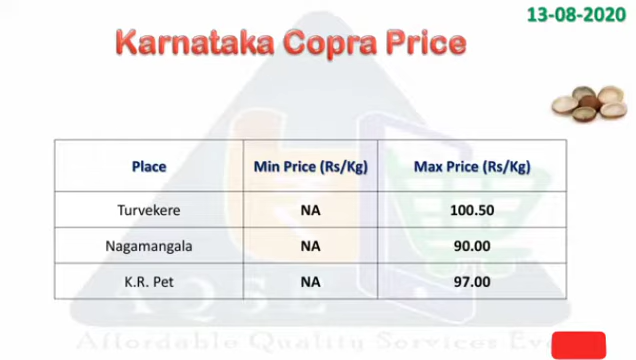 13-08-2020
Karnataka Copra Price
Place Min Price (Rs/Kg) Max Price (Rs/Kg)
Turvekere NA 100.50
Nagamangala NA 90.00
K.R. Pet NA 97.00
AQSE
Affordable Quality Services